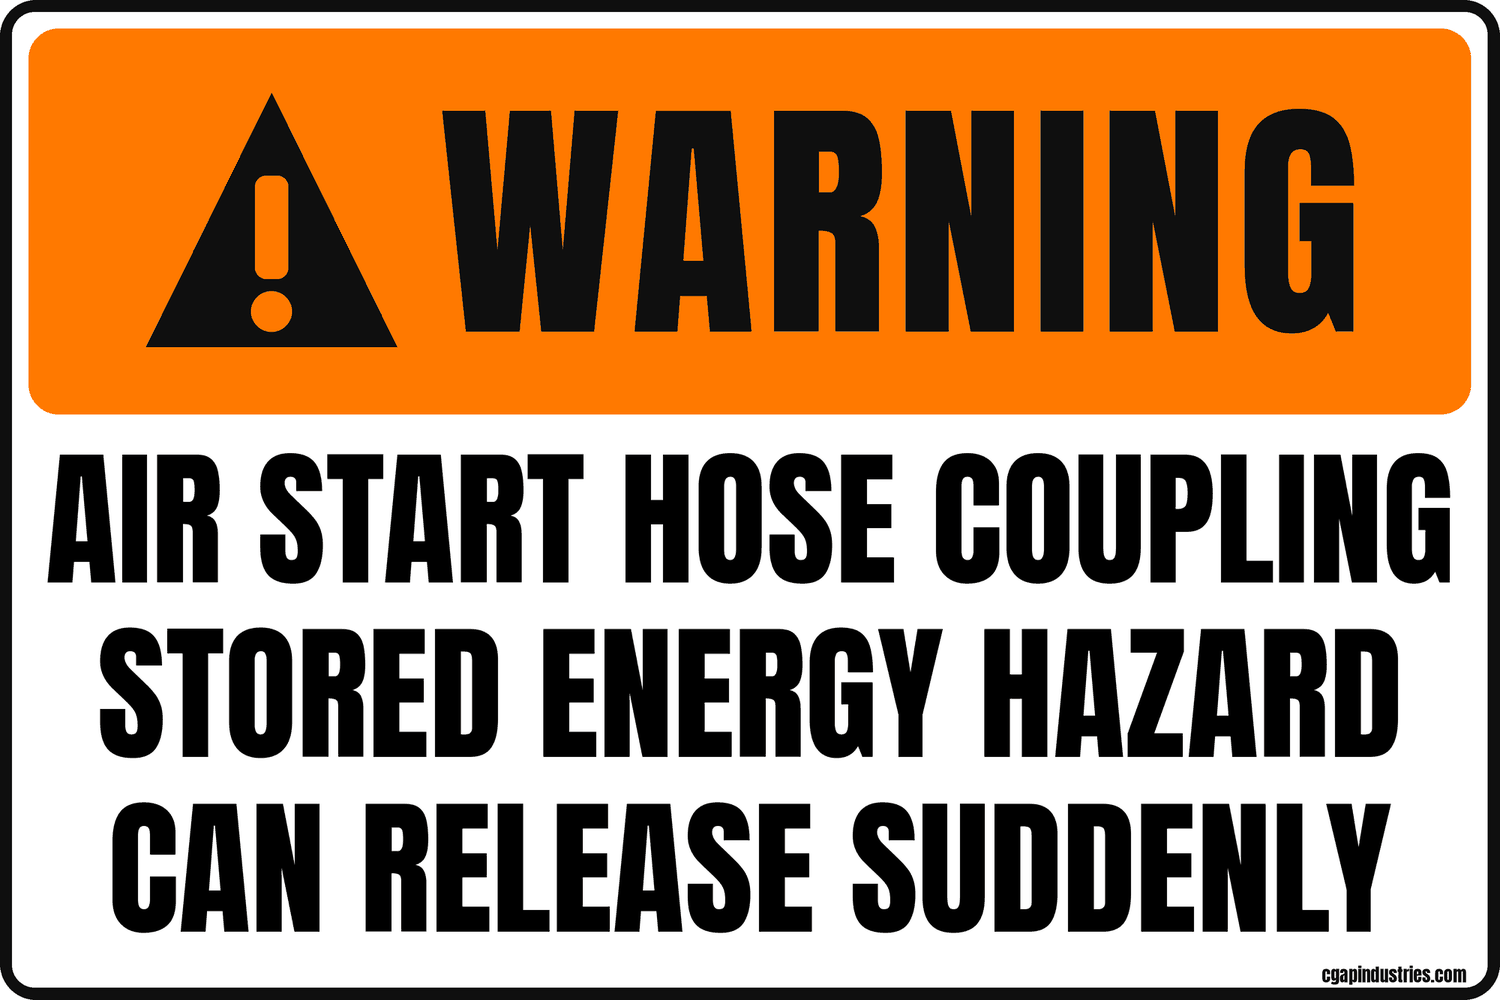 WARNING
AIR START HOSE COUPLING
STORED ENERGY HAZARD
CAN RELEASE SUDDENLY
cgapindustries.com